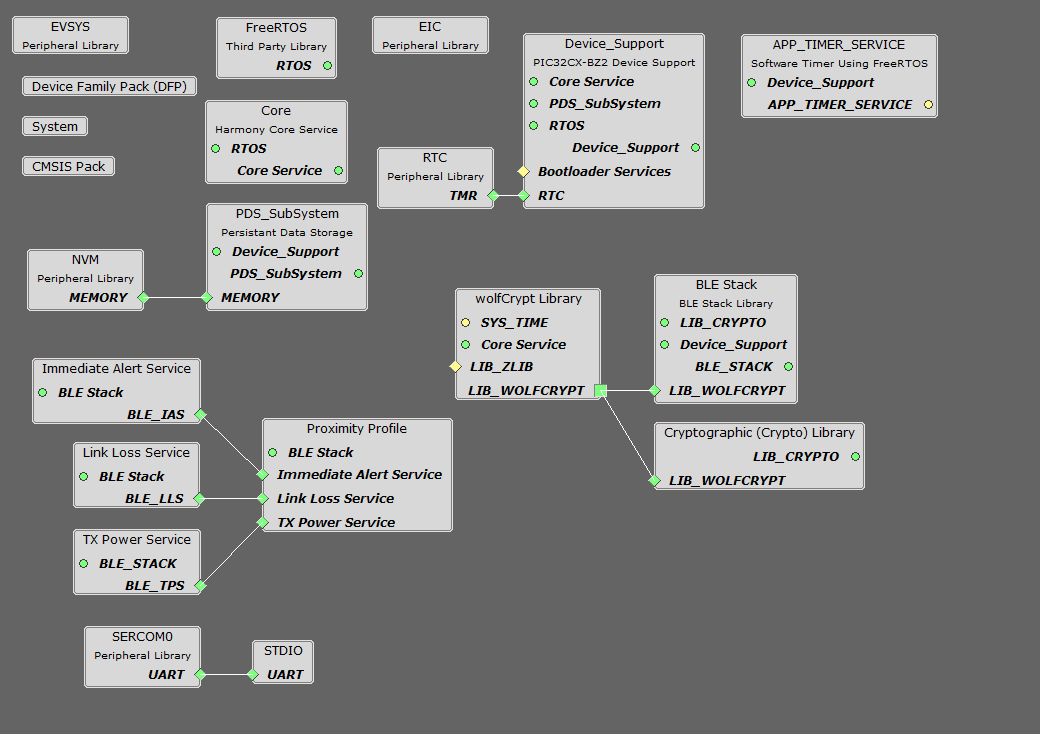 EVSYS
Peripheral Library
Device Family Pack (DFP)
System
CMSIS Pack
FreeRTOS
Third Party Library
RTOS
EIC
Peripheral Library
Core
Harmony Core Service
RTOS
Core Service
RTC
Peripheral Library
TMR
Device_Support
PIC32CX-BZ2 Device Support
Core Service
PDS_SubSystem
RTOS
Device_Support
Bootloader Services
RTC
APP_TIMER_SERVICE
Software Timer Using FreeRTOS
Device_Support
APP_TIMER_SERVICE
NVM
Peripheral Library
MEMORY
PDS_SubSystem
Persistant Data Storage
Device_Support
PDS_SubSystem
MEMORY
wolfCrypt Library
SYS_TIME
Core Service
LIB_ZLIB
LIB_WOLFCRYPT
BLE Stack
BLE Stack Library
LIB_CRYPTO
Device_Support
BLE_STACK
LIB_WOLFCRYPT
Cryptographic (Crypto) Library
LIB_CRYPTO
LIB_WOLFCRYPT
Immediate Alert Service
BLE Stack
BLE_IAS
Link Loss Service
BLE Stack
BLE_LLS
TX Power Service
BLE_STACK
BLE_TPS
Proximity Profile
BLE Stack
Immediate Alert Service
Link Loss Service
TX Power Service
SERCOM0
Peripheral Library
UART
STDIO
UART